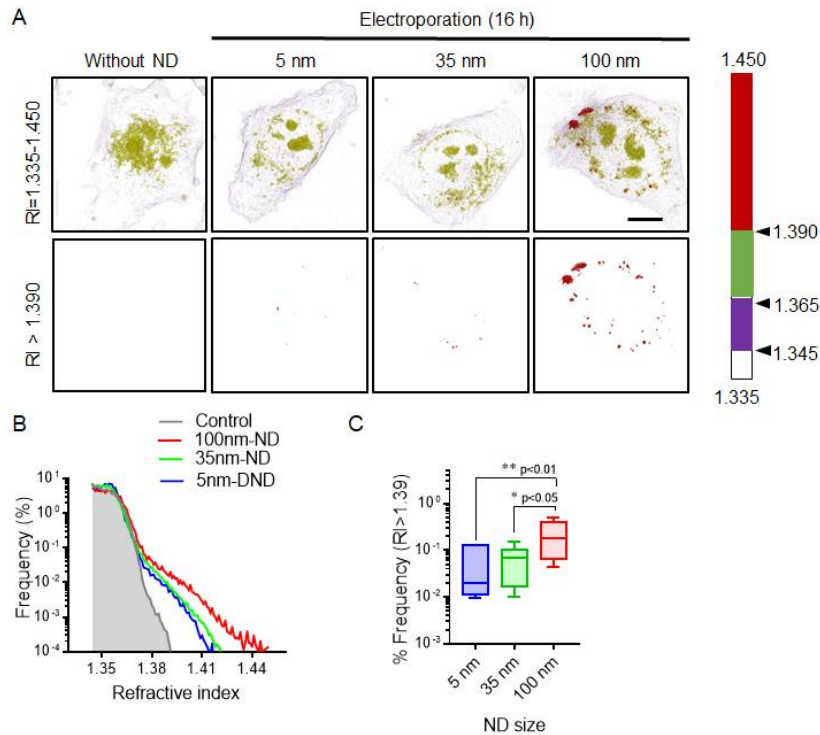 A
Electroporation (16 h)
Without ND
5 nm
35 nm
100 nm
RI=1.335-1.450
RI > 1.390
1.450
1.390
1.365
1.345
1.335
B
Control
100nm-ND
35nm-ND
5nm-DND
Frequency (%)
10^1
10^0
10^-1
10^-2
10^-3
10^-4
1.35 1.38 1.41 1.44
Refractive index
C
** p<0.01
* p<0.05
% Frequency (RI>1.39)
10^0
10^-1
10^-2
10^-3
5 nm
35 nm
100 nm
ND size